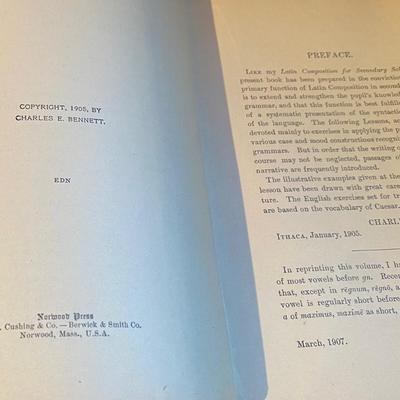 COPYRIGHT, 1905, BY
CHARLES E. BENNETT.
EDN
Norwood Press
Cushing & Co. — Berwick & Smith Co.
Norwood, Mass., U.S.A.
PREFACE.
LIKE my Latin Composition for Secondary
present book has been prepared in the conviction
primary function of Latin Composition in
is to extend and strengthen the pupil's
grammar, and that this function is best
of a systematic presentation of the
of the language. The following Lessons,
devoted mainly to exercises in applying the
various case and mood constructions
grammars. But in order that the writing of
course may not be neglected, passages of
narrative are frequently introduced.
The illustrative examples given at the
lesson have been drawn with great
ture. The English exercises set for
are based on the vocabulary of Caesar.
ITHACA, January, 1905.
In reprinting this volume, I
of most vowels before gn.
that, except in rēgnum, rēgnō,
vowel is regularly short before
a of maximus, maximē as short,
March, 1907.